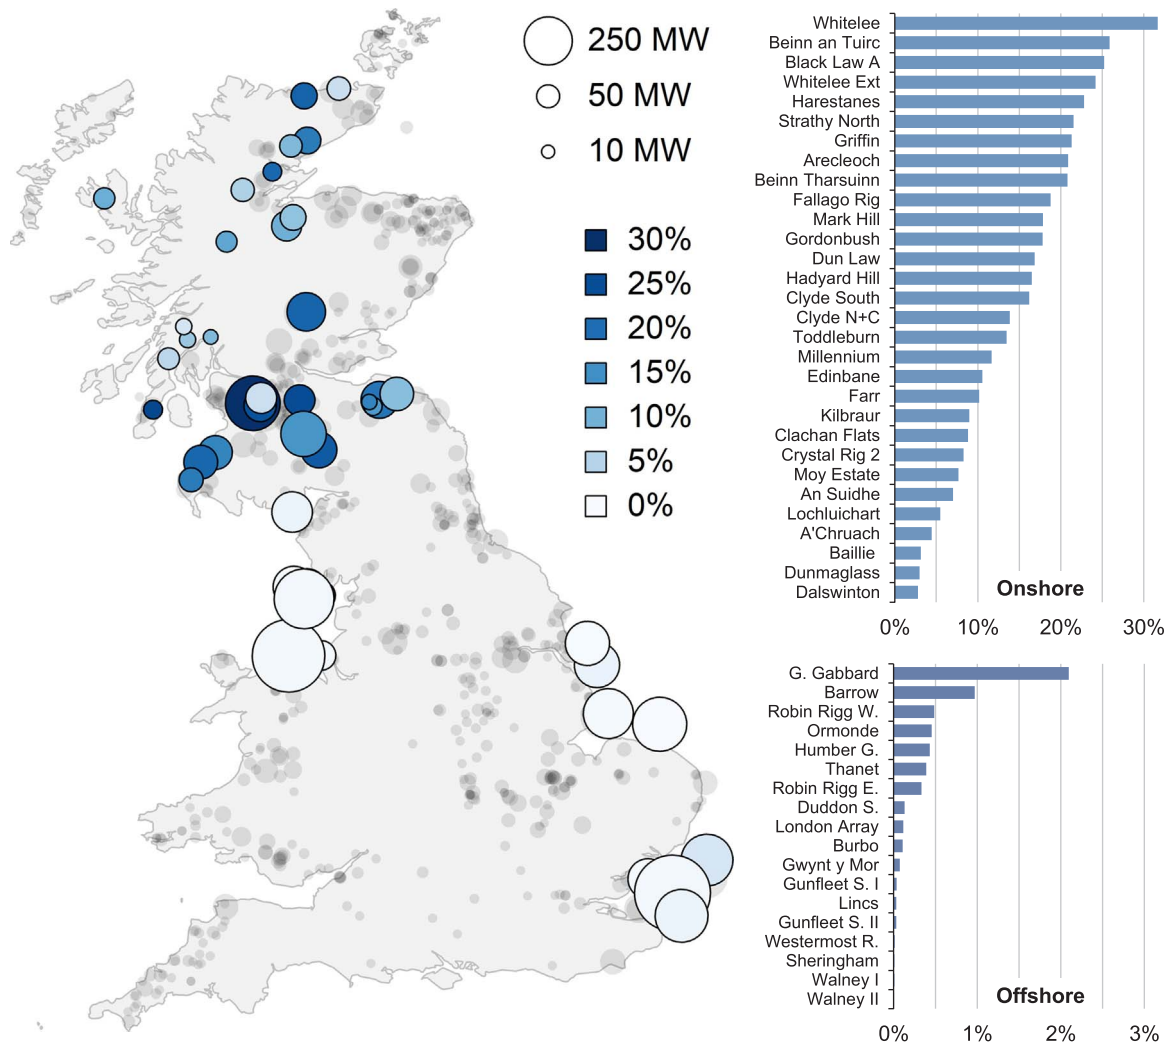 250 MW
50 MW
10 MW
30%
25%
20%
15%
10%
5%
0%
Whitelee
Beinn an Tuirc
Black Law A
Whitelee Ext
Harestanes
Strathy North
Griffin
Arecleoch
Beinn Tharsuinn
Fallago Rig
Mark Hill
Gordonbush
Dun Law
Hadyard Hill
Clyde South
Clyde N+C
Toddleburn
Millennium
Edinbane
Farr
Kilbraur
Clachan Flats
Crystal Rig 2
Moy Estate
An Suidhe
Lochluichart
A'Chruach
Baillie
Dunmaglass
Dalswinton
Onshore
0% 10% 20% 30%
G. Gabbard
Barrow
Robin Rigg W.
Ormonde
Humber G.
Thanet
Robin Rigg E.
Duddon S.
London Array
Burbo
Gwynt y Mor
Gunfleet S. I
Lincs
Gunfleet S. II
Westermost R.
Sheringham
Walney I
Walney II
Offshore
0% 1% 2% 3%